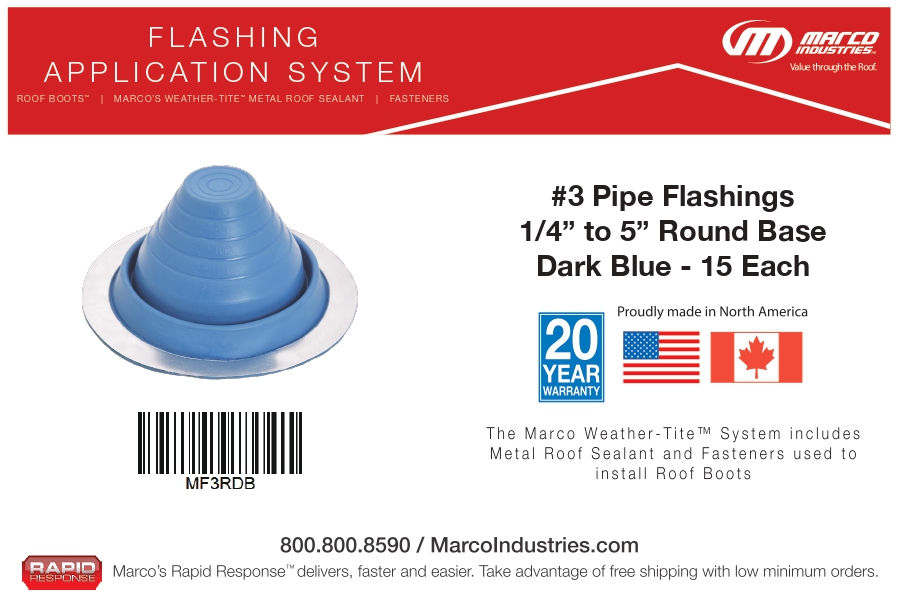 FLASHING
APPLICATION SYSTEM
ROOF BOOTS™ | MARCO'S WEATHER-TITE™ METAL ROOF SEALANT | FASTENERS
MARCO
INDUSTRIES™
Value through the Roof.
#3 Pipe Flashings
1/4” to 5” Round Base
Dark Blue - 15 Each
Proudly made in North America
20
YEAR
WARRANTY
The Marco Weather-Tite™ System includes
Metal Roof Sealant and Fasteners used to
install Roof Boots
MF3RDB
800.800.8590 / MarcoIndustries.com
RAPID
RESPONSE
Marco’s Rapid Response™ delivers, faster and easier. Take advantage of free shipping with low minimum orders.